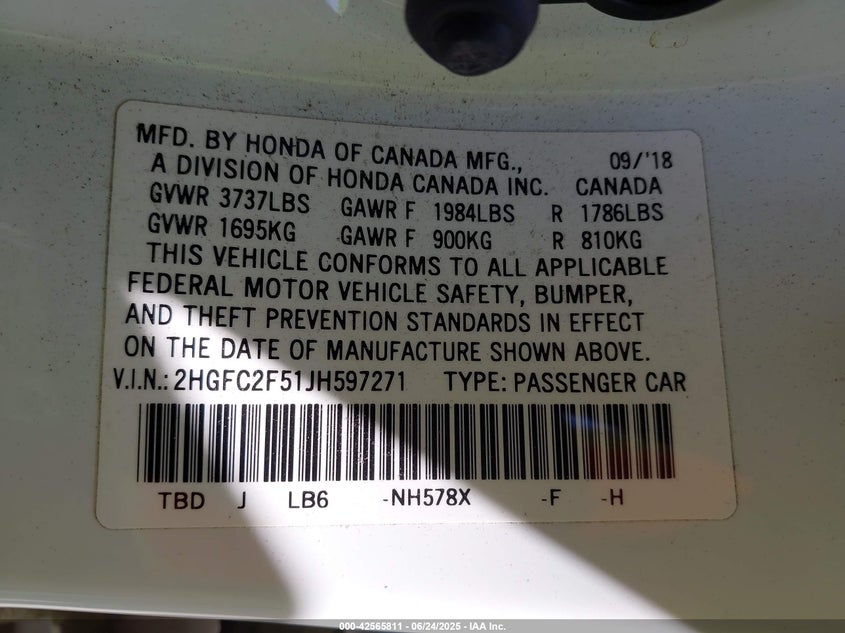 MFD. BY HONDA OF CANADA MFG., 09/'18
A DIVISION OF HONDA CANADA INC. CANADA
GVWR 3737LBS GAWR F 1984LBS R 1786LBS
GVWR 1695KG GAWR F 900KG R 810KG
THIS VEHICLE CONFORMS TO ALL APPLICABLE
FEDERAL MOTOR VEHICLE SAFETY, BUMPER,
AND THEFT PREVENTION STANDARDS IN EFFECT
ON THE DATE OF MANUFACTURE SHOWN ABOVE.
V.I.N.: 2HGFC2F51JH597271 TYPE: PASSENGER CAR
TBD J LB6 -NH578X -F -H
000-42565811 - 06/24/2025 - IAA Inc.